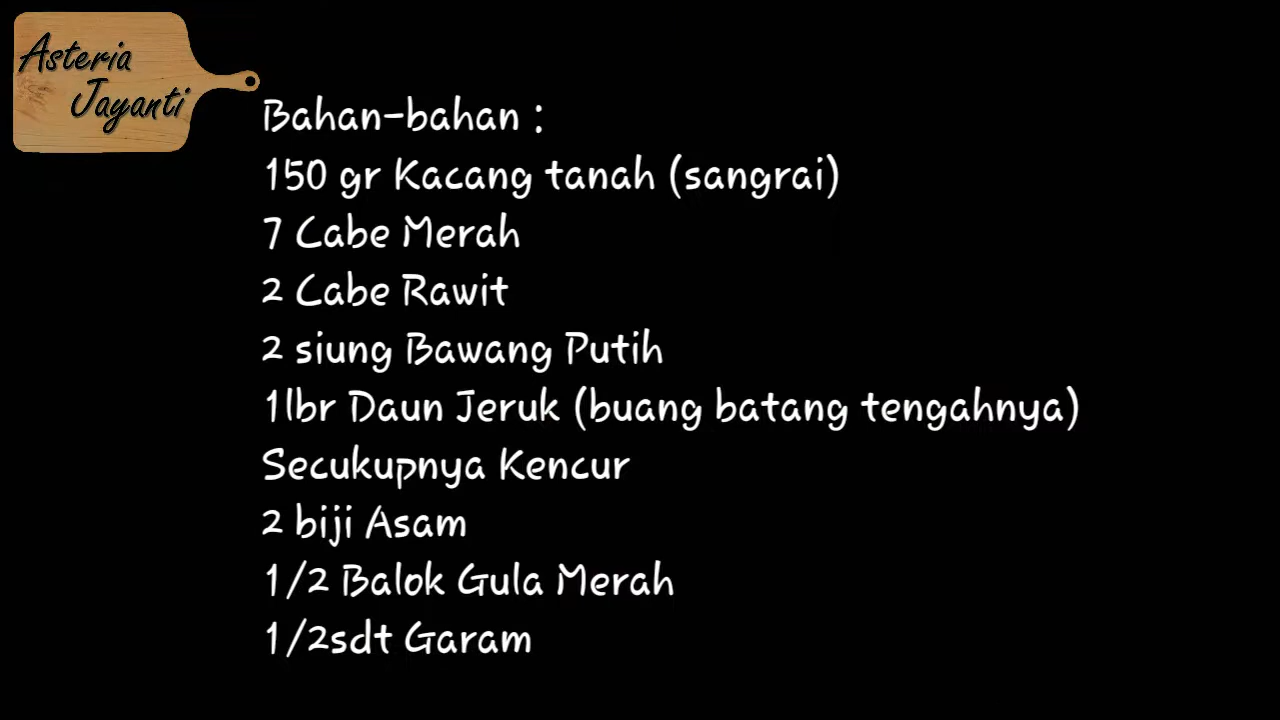 Asteria
Jayanti
Bahan-bahan :
150 gr Kacang tanah (sangrai)
7 Cabe Merah
2 Cabe Rawit
2 siung Bawang Putih
1lbr Daun Jeruk (buang batang tengahnya)
Secukupnya Kencur
2 biji Asam
1/2 Balok Gula Merah
1/2sdt Garam